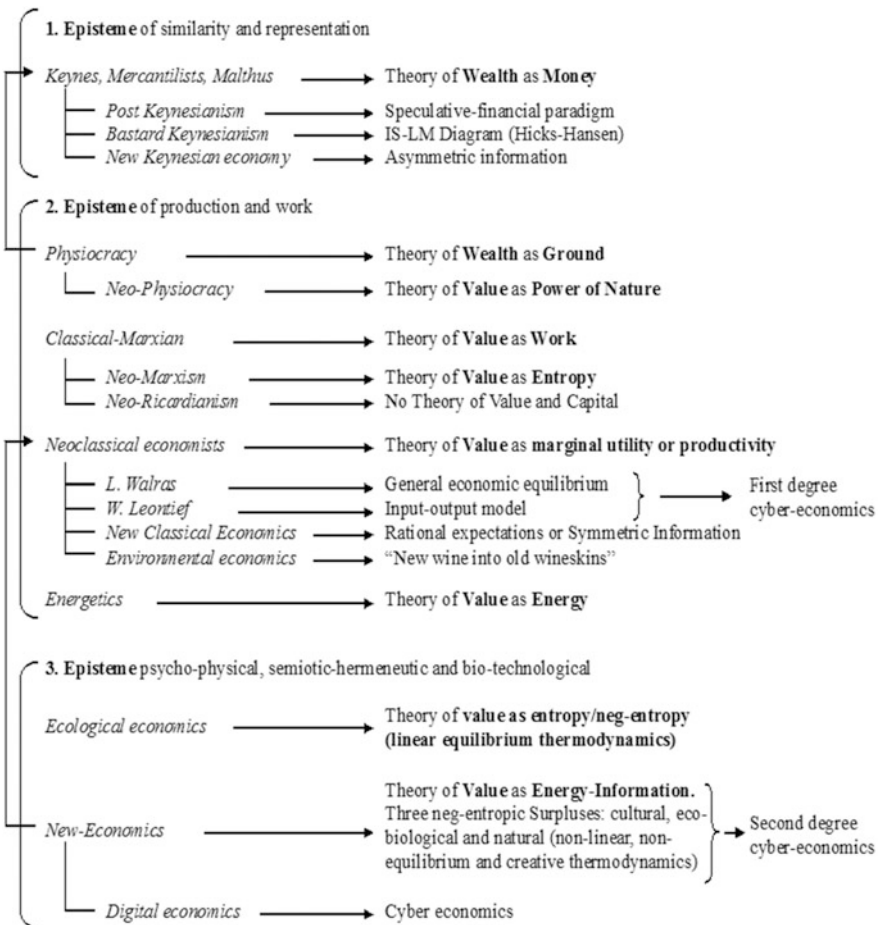 1. Episteme of similarity and representation
Keynes, Mercantilists, Malthus
Theory of Wealth as Money
Post Keynesianism
Speculative-financial paradigm
Bastard Keynesianism
IS-LM Diagram (Hicks-Hansen)
New Keynesian economy
Asymmetric information
2. Episteme of production and work
Physiocracy
Theory of Wealth as Ground
Neo-Physiocracy
Theory of Value as Power of Nature
Classical-Marxian
Theory of Value as Work
Neo-Marxism
Theory of Value as Entropy
Neo-Ricardianism
No Theory of Value and Capital
Neoclassical economists
Theory of Value as marginal utility or productivity
L. Walras
General economic equilibrium
W. Leontief
Input-output model
First degree
cyber-economics
New Classical Economics
Rational expectations or Symmetric Information
Environmental economics
“New wine into old wineskins”
Energetics
Theory of Value as Energy
3. Episteme psycho-physical, semiotic-hermeneutic and bio-technological
Ecological economics
Theory of value as entropy/neg-entropy
(linear equilibrium thermodynamics)
New-Economics
Theory of Value as Energy-Information.
Three neg-entropic Surpluses: cultural, eco-
biological and natural (non-linear, non-
equilibrium and creative thermodynamics)
Second degree
cyber-economics
Digital economics
Cyber economics